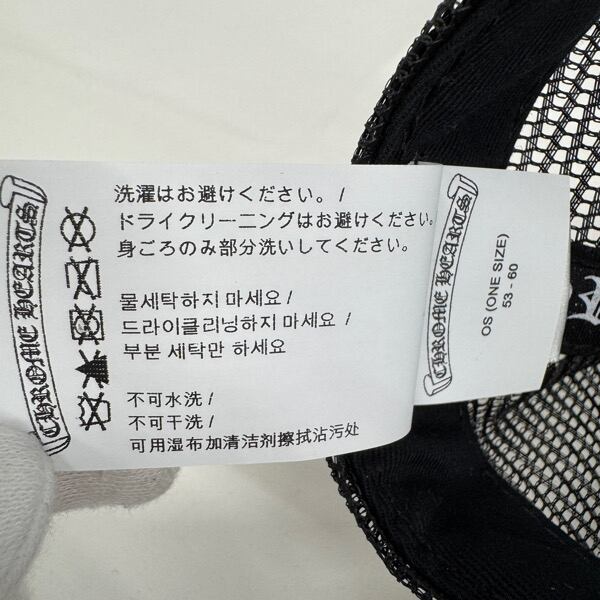 CHROME HEARTS
洗濯はお避けください。/
ドライクリーニングはお避けください。
身ごろのみ部分洗いしてください。
물세탁하지 마세요 /
드라이클리닝하지 마세요 /
부분 세탁만 하세요
不可水洗 /
不可干洗 /
可用湿布加清洁剂擦拭沾污处
CHROME HEARTS
OS (ONE SIZE)
53 - 60